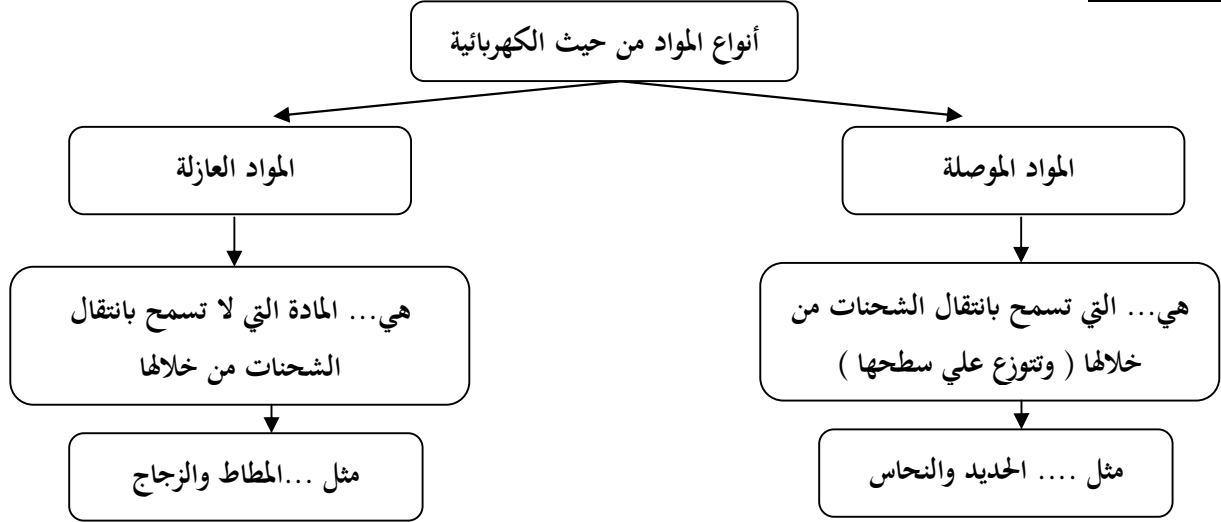 أنواع المواد من حيث الكهربائية
المواد الموصلة
المواد العازلة
هي... التي تسمح بانتقال الشحنات من
خلالها ( وتتوزع علي سطحها )
هي... المادة التي لا تسمح بانتقال
الشحنات من خلالها
مثل .... الحديد والنحاس
مثل ...المطاط والزجاج